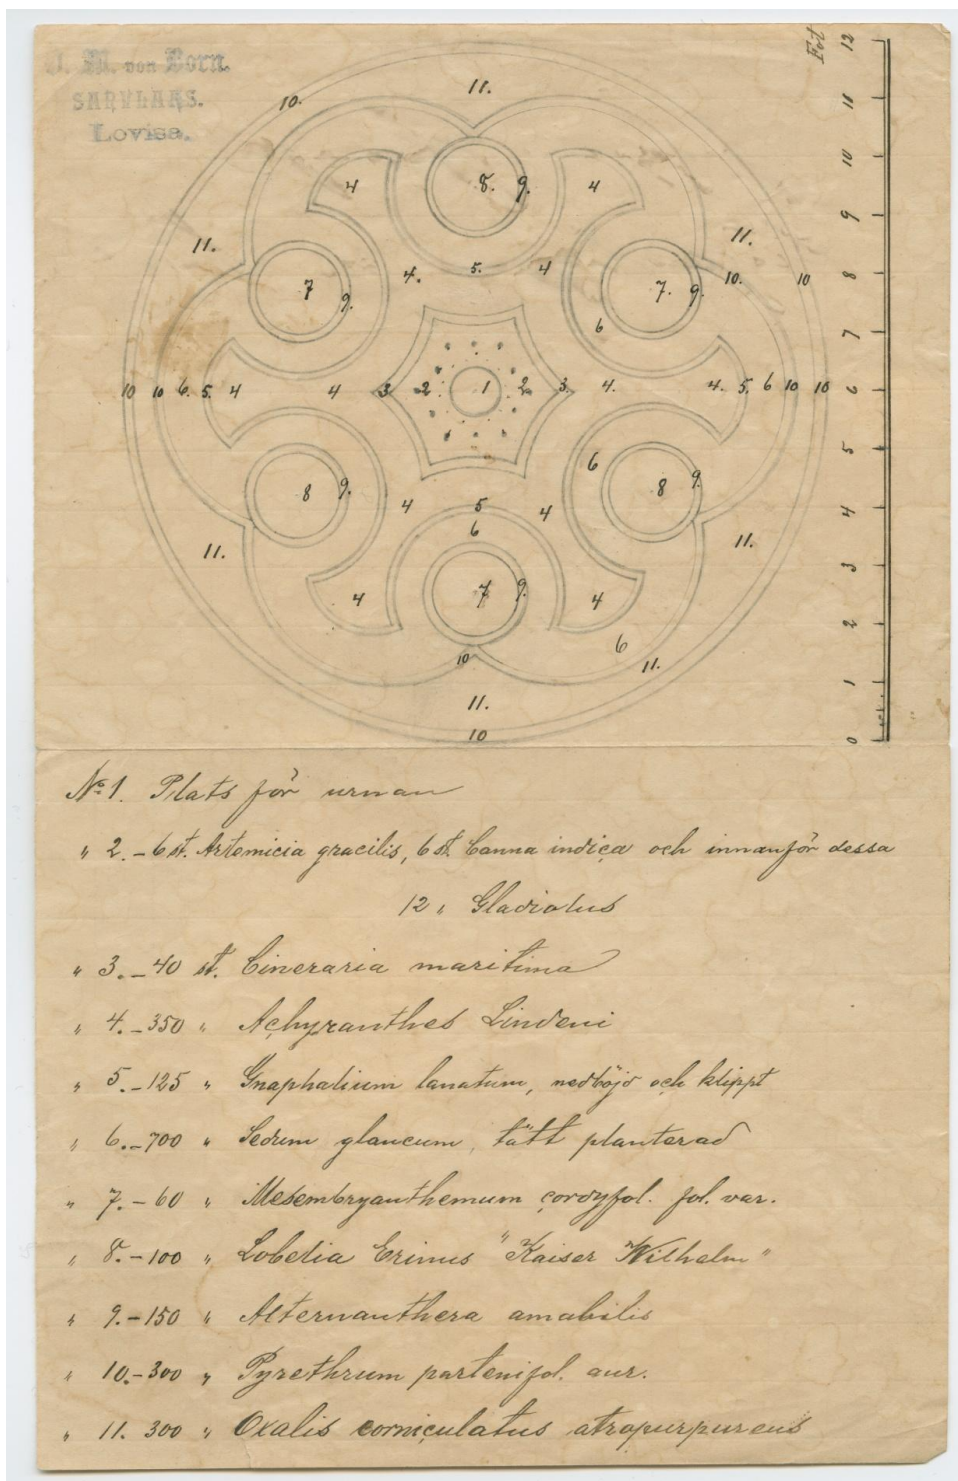 J. M. von Born.
SARVLAKS.
Lovisa.
Fot
12
11
10
9
8
7
6
5
4
3
2
1
0
11.
10.
4 8. 9. 4
11. 11.
4. 5. 4 10. 10
7 9. 7. 9.
6
10 10 6. 5. 4 4 3 2 1 2 3. 4. 4. 5. 6 10 10
6
8 9. 8 9.
4 5 4
6
11. 11.
4 7 9. 4
6
10 11.
11.
10
No 1. Plats för urnan
„ 2. – 6 st. Artemicia gracilis, 6 st. Canna indica och innanför dessa
12 „ Gladiolus
„ 3. – 40 st. Cineraria maritima
„ 4. – 350 „ Achyranthes Lindeni
„ 5. – 125 „ Gnaphalium lanatum, nedböjd och klippt
„ 6. – 700 „ Sedum glaucum, tätt planterad
„ 7. – 60 „ Mesembryanthemum cordyfol. fol. var.
„ 8. – 100 „ Lobelia Erinus "Kaiser Wilhelm"
„ 9. – 150 „ Alternanthera amabilis
„ 10. – 300 „ Pyrethrum partenifol. aur.
„ 11. 300 „ Oxalis corniculatus atropurpureus